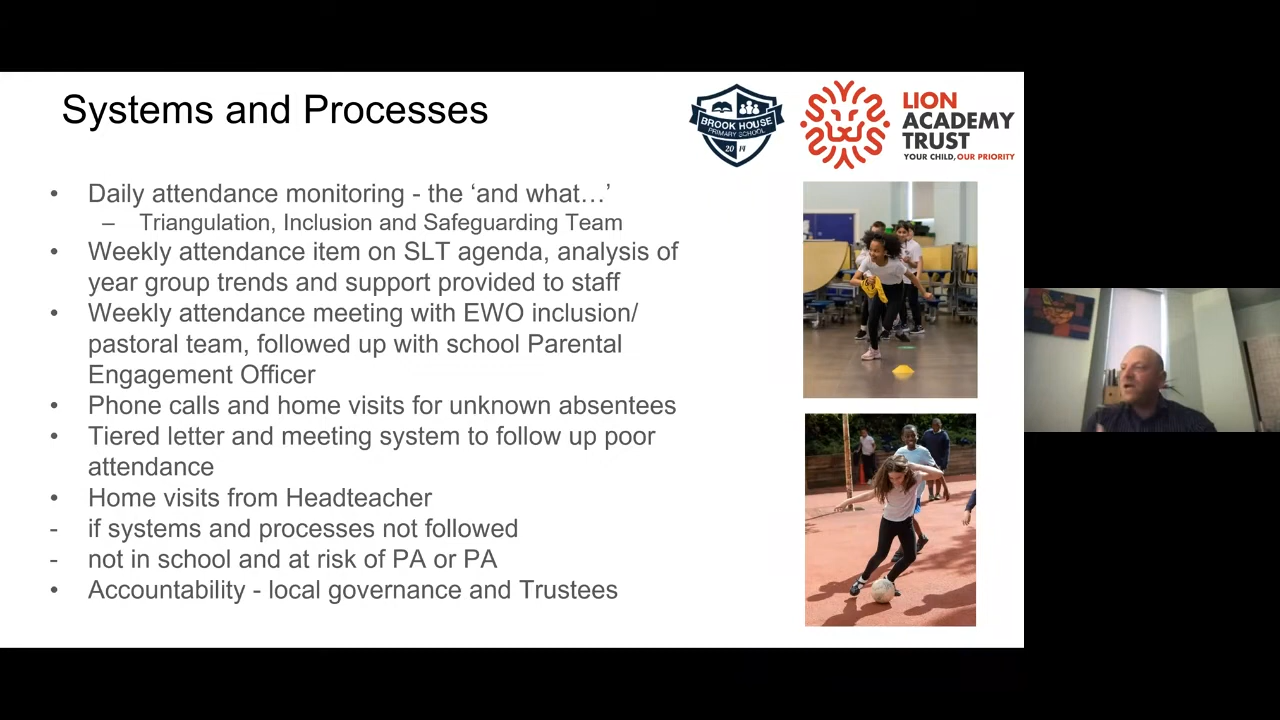 Systems and Processes
BROOK HOUSE
PRIMARY SCHOOL
20 14
LION
ACADEMY
TRUST
YOUR CHILD, OUR PRIORITY
• Daily attendance monitoring - the ‘and what…’
– Triangulation, Inclusion and Safeguarding Team
• Weekly attendance item on SLT agenda, analysis of
year group trends and support provided to staff
• Weekly attendance meeting with EWO inclusion/
pastoral team, followed up with school Parental
Engagement Officer
• Phone calls and home visits for unknown absentees
• Tiered letter and meeting system to follow up poor
attendance
• Home visits from Headteacher
- if systems and processes not followed
- not in school and at risk of PA or PA
• Accountability - local governance and Trustees